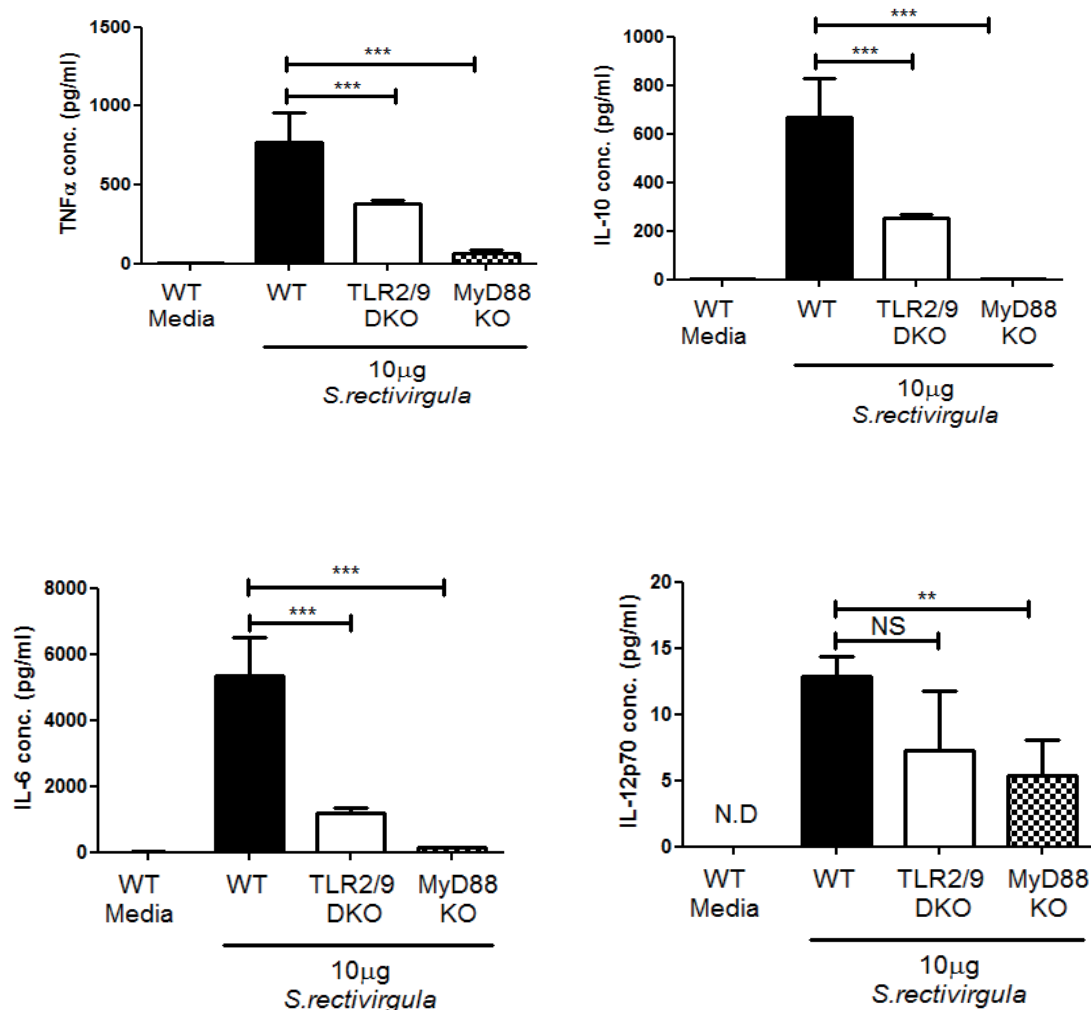 TNFα conc. (pg/ml)
1500
1000
500
0
***
***
WT
Media
WT
TLR2/9
DKO
MyD88
KO
10μg
S.rectivirgula
IL-10 conc. (pg/ml)
1000
800
600
400
200
0
***
***
WT
Media
WT
TLR2/9
DKO
MyD88
KO
10μg
S.rectivirgula
IL-6 conc. (pg/ml)
8000
6000
4000
2000
0
***
***
WT
Media
WT
TLR2/9
DKO
MyD88
KO
10μg
S.rectivirgula
IL-12p70 conc. (pg/ml)
20
15
10
5
0
**
NS
N.D
WT
Media
WT
TLR2/9
DKO
MyD88
KO
10μg
S.rectivirgula